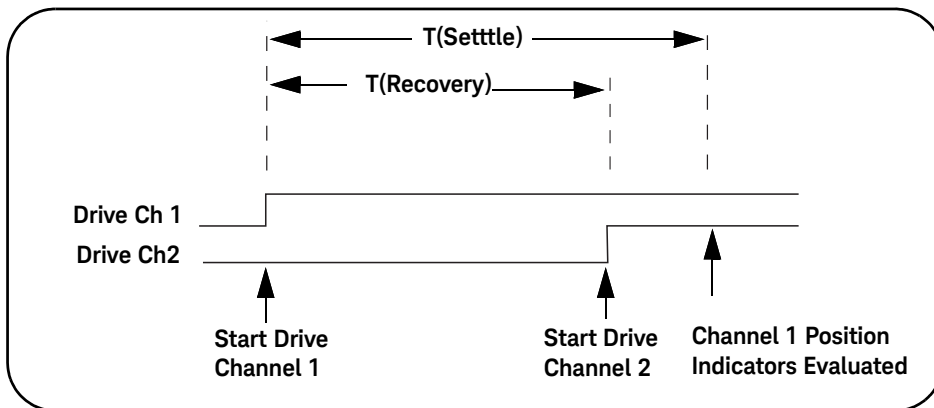 T(Setttle)
T(Recovery)
Drive Ch 1
Drive Ch2
Start Drive
Channel 1
Start Drive
Channel 2
Channel 1 Position
Indicators Evaluated